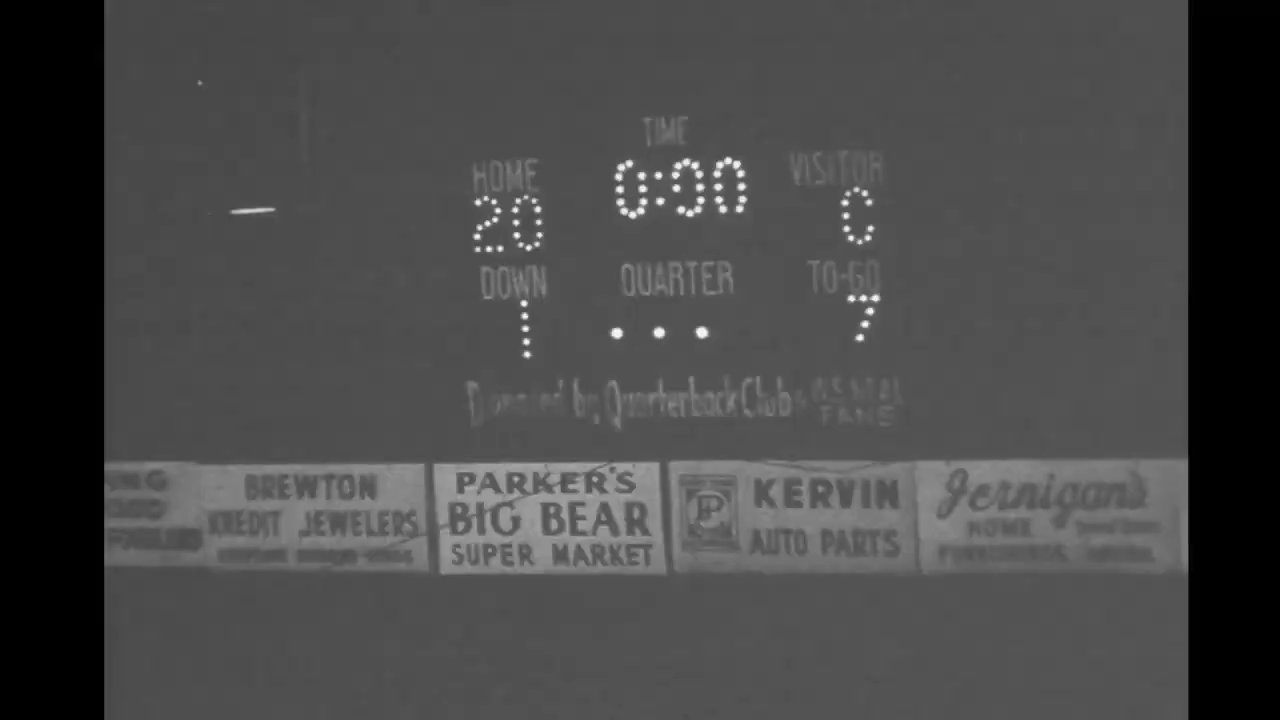 TIME
HOME 0:00 VISITOR
20 0
DOWN QUARTER TO-GO
1 ... 7
by Quarterback Club
BREWTON
KREDIT JEWELERS
PARKER'S
BIG BEAR
SUPER MARKET
P
KERVIN
AUTO PARTS
Jernigan's
HOME